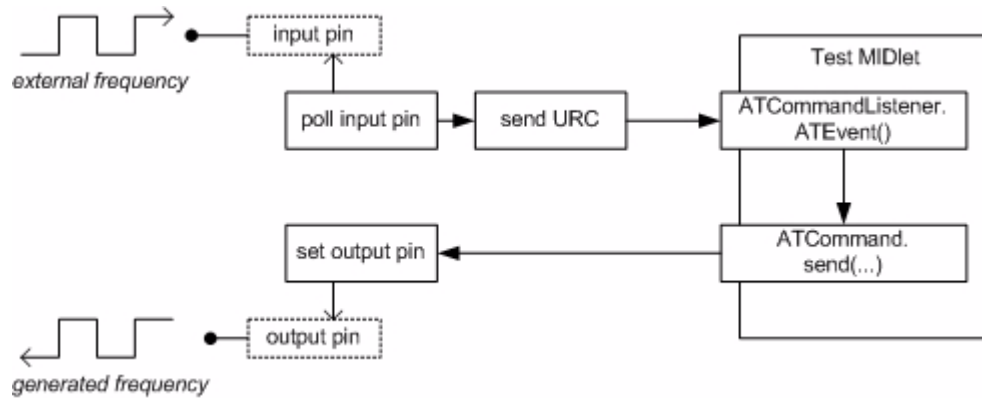 input pin
external frequency
Test MIDlet
poll input pin
send URC
ATCommandListener.
ATEvent()
set output pin
ATCommand.
send(...)
output pin
generated frequency